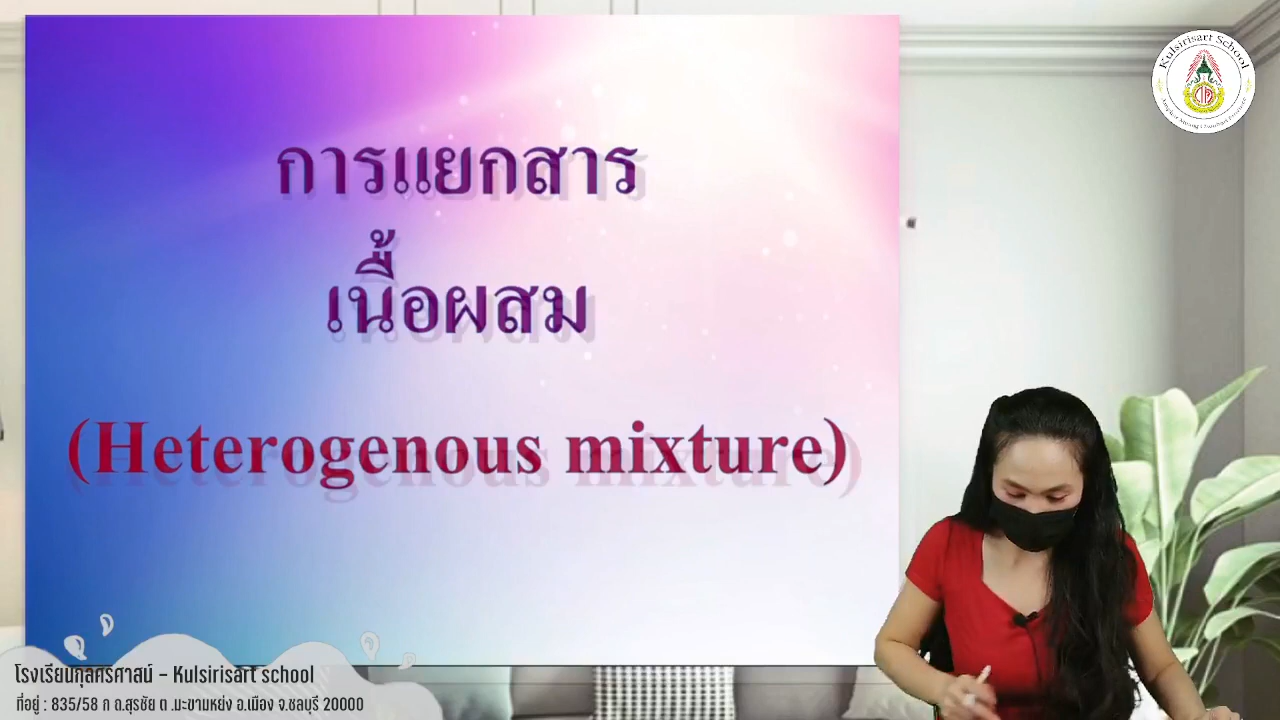 การแยกสาร
เนื้อผสม
(Heterogenous mixture)
Kulsirisart School
โรงเรียนกุลศิริศาสน์ - Kulsirisart school
ที่อยู่ : 835/58 ก ถ.สุรชัย ต .มะขามหย่ง อ.เมือง จ.ชลบุรี 20000